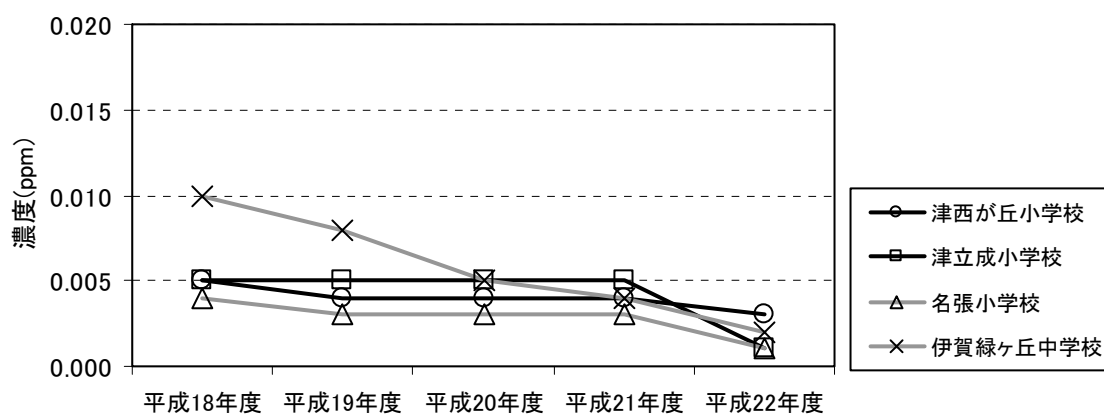 0.020
0.015
0.010
0.005
0.000
濃度(ppm)
平成18年度 平成19年度 平成20年度 平成21年度 平成22年度
津西が丘小学校
津立成小学校
名張小学校
伊賀緑ヶ丘中学校